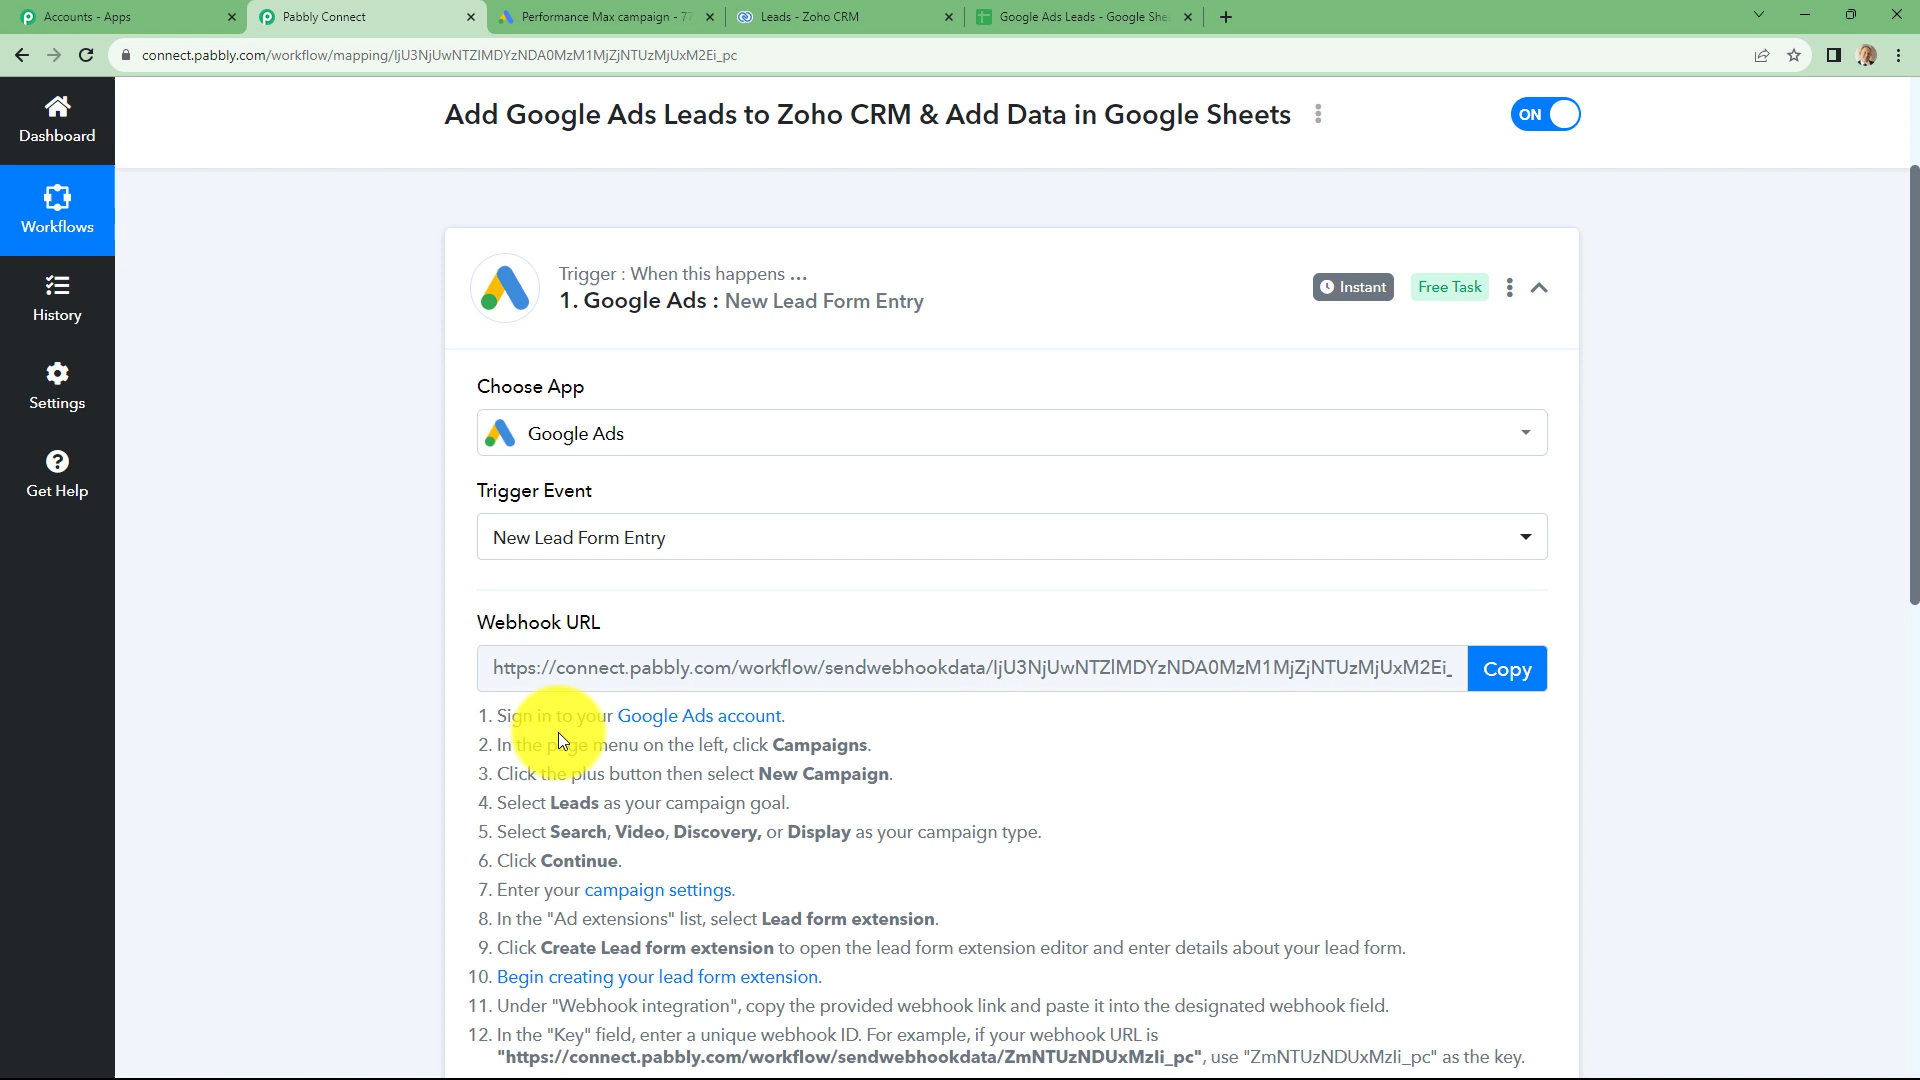 Accounts - Apps
Pabbly Connect
Performance Max campaign - 77
Leads - Zoho CRM
Google Ads Leads - Google She
connect.pabbly.com/workflow/mapping/IjU3NjUwNTZlMDYzNDA0MzM1MjZjNTUzMjUxM2Ei_pc
Dashboard
Workflows
History
Settings
Get Help
Add Google Ads Leads to Zoho CRM & Add Data in Google Sheets
ON
Trigger : When this happens ...
1. Google Ads : New Lead Form Entry
Instant
Free Task
Choose App
Google Ads
Trigger Event
New Lead Form Entry
Webhook URL
https://connect.pabbly.com/workflow/sendwebhookdata/IjU3NjUwNTZlMDYzNDA0MzM1MjZjNTUzMjUxM2Ei_
Copy
1. Sign in to your Google Ads account.
2. In the page menu on the left, click Campaigns.
3. Click the plus button then select New Campaign.
4. Select Leads as your campaign goal.
5. Select Search, Video, Discovery, or Display as your campaign type.
6. Click Continue.
7. Enter your campaign settings.
8. In the "Ad extensions" list, select Lead form extension.
9. Click Create Lead form extension to open the lead form extension editor and enter details about your lead form.
10. Begin creating your lead form extension.
11. Under "Webhook integration", copy the provided webhook link and paste it into the designated webhook field.
12. In the "Key" field, enter a unique webhook ID. For example, if your webhook URL is
"https://connect.pabbly.com/workflow/sendwebhookdata/ZmNTUzNDUxMzli_pc", use "ZmNTUzNDUxMzli_pc" as the key.